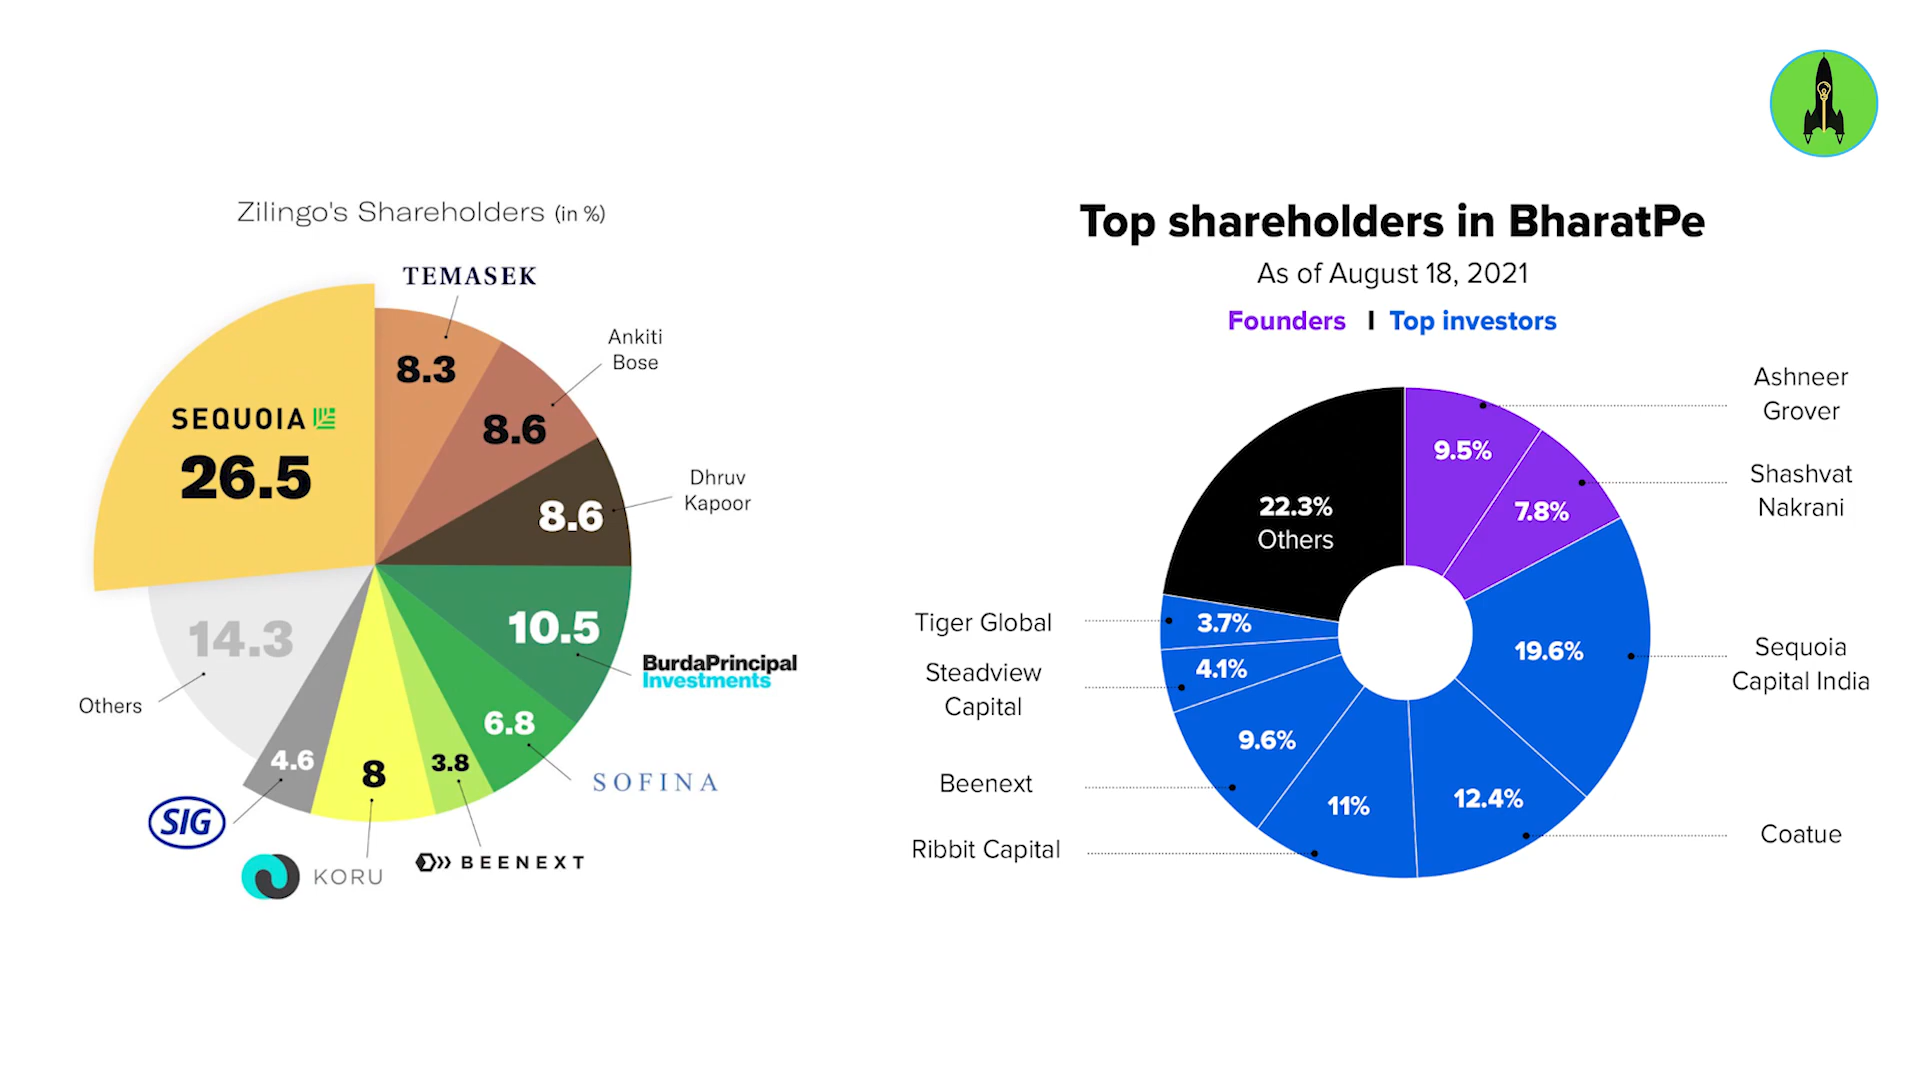 Zilingo's Shareholders (in %)
TEMASEK
8.3
Ankiti
Bose
8.6
Dhruv
Kapoor
8.6
SEQUOIA
26.5
10.5
BurdaPrincipal
Investments
6.8
SOFINA
3.8
BEENEXT
8
KORU
4.6
SIG
14.3
Others
Top shareholders in BharatPe
As of August 18, 2021
Founders | Top investors
Ashneer
Grover
9.5%
Shashvat
Nakrani
7.8%
Sequoia
Capital India
19.6%
Coatue
12.4%
Ribbit Capital
11%
Beenext
9.6%
Steadview
Capital
4.1%
Tiger Global
3.7%
22.3%
Others